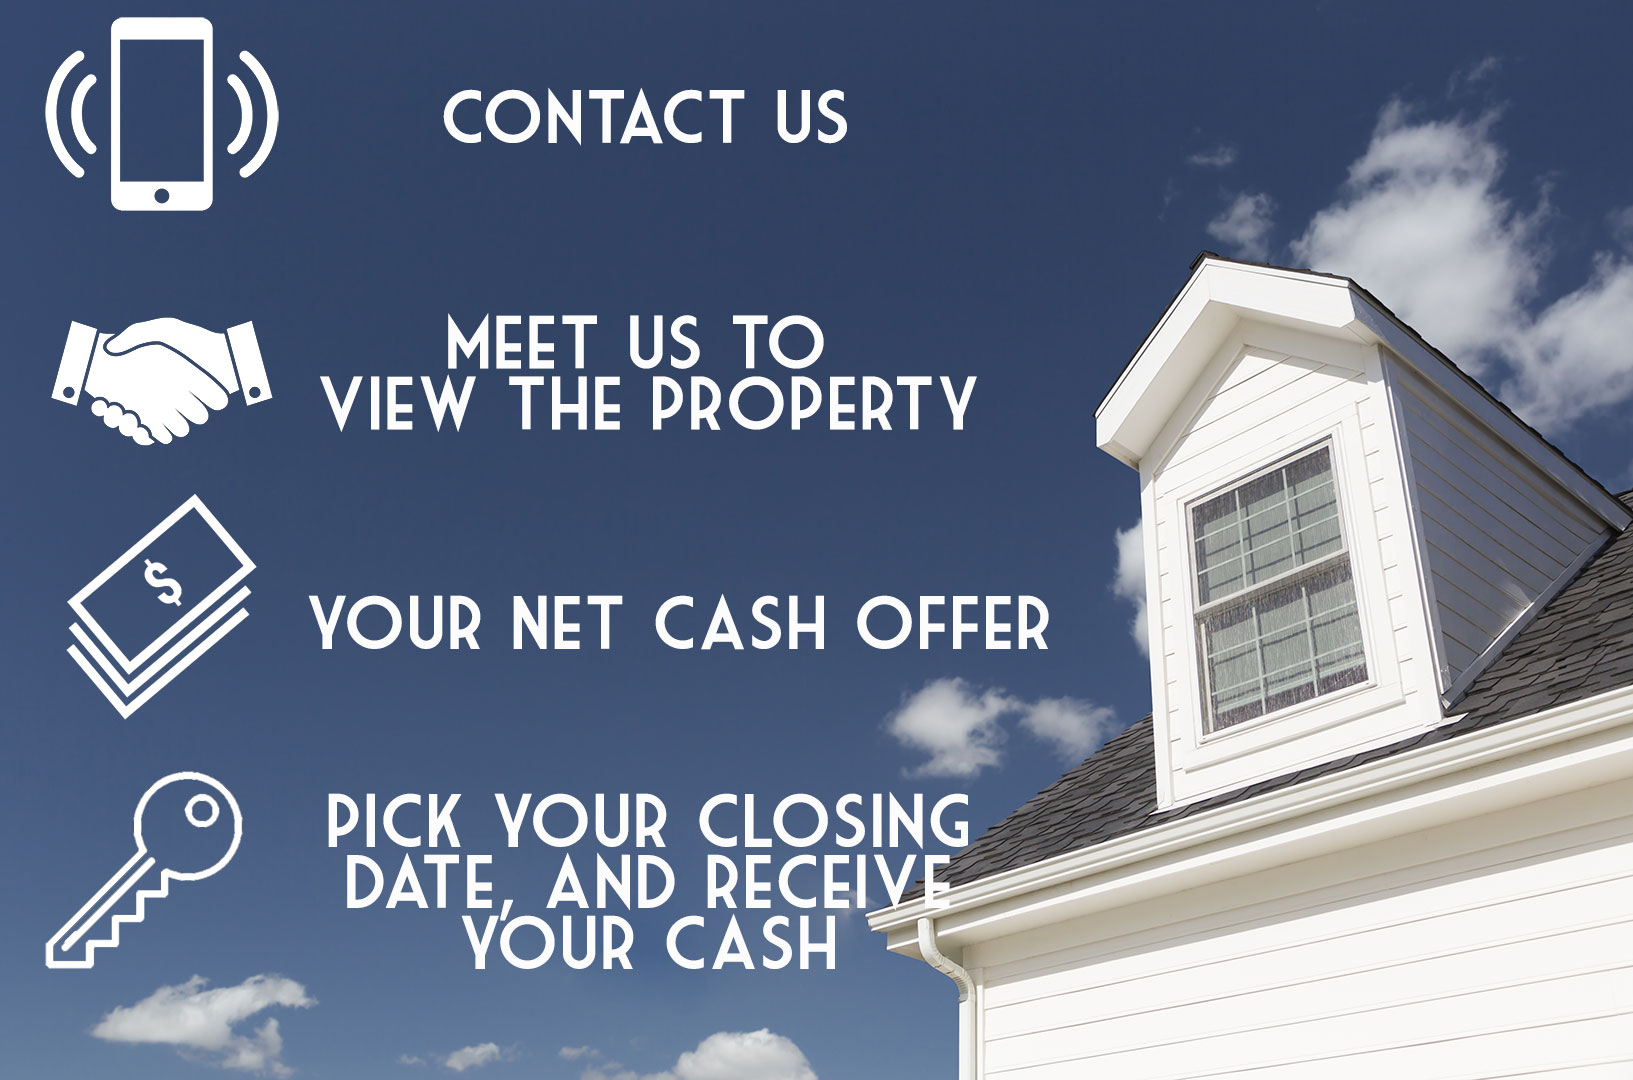 CONTACT US
MEET US TO
VIEW THE PROPERTY
$
YOUR NET CASH OFFER
PICK YOUR CLOSING
DATE, AND RECEIVE
YOUR CASH